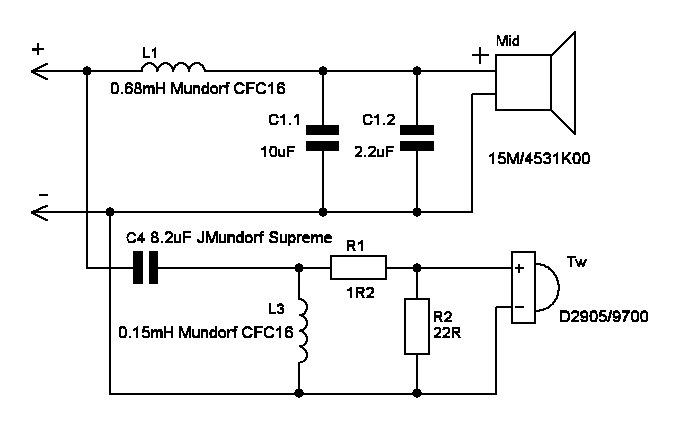 +
L1
0.68mH Mundorf CFC16
Mid
+
C1.1
10uF
C1.2
2.2uF
15M/4531K00
-
C4 8.2uF JMundorf Supreme
R1
1R2
L3
0.15mH Mundorf CFC16
R2
22R
+
-
Tw
D2905/9700